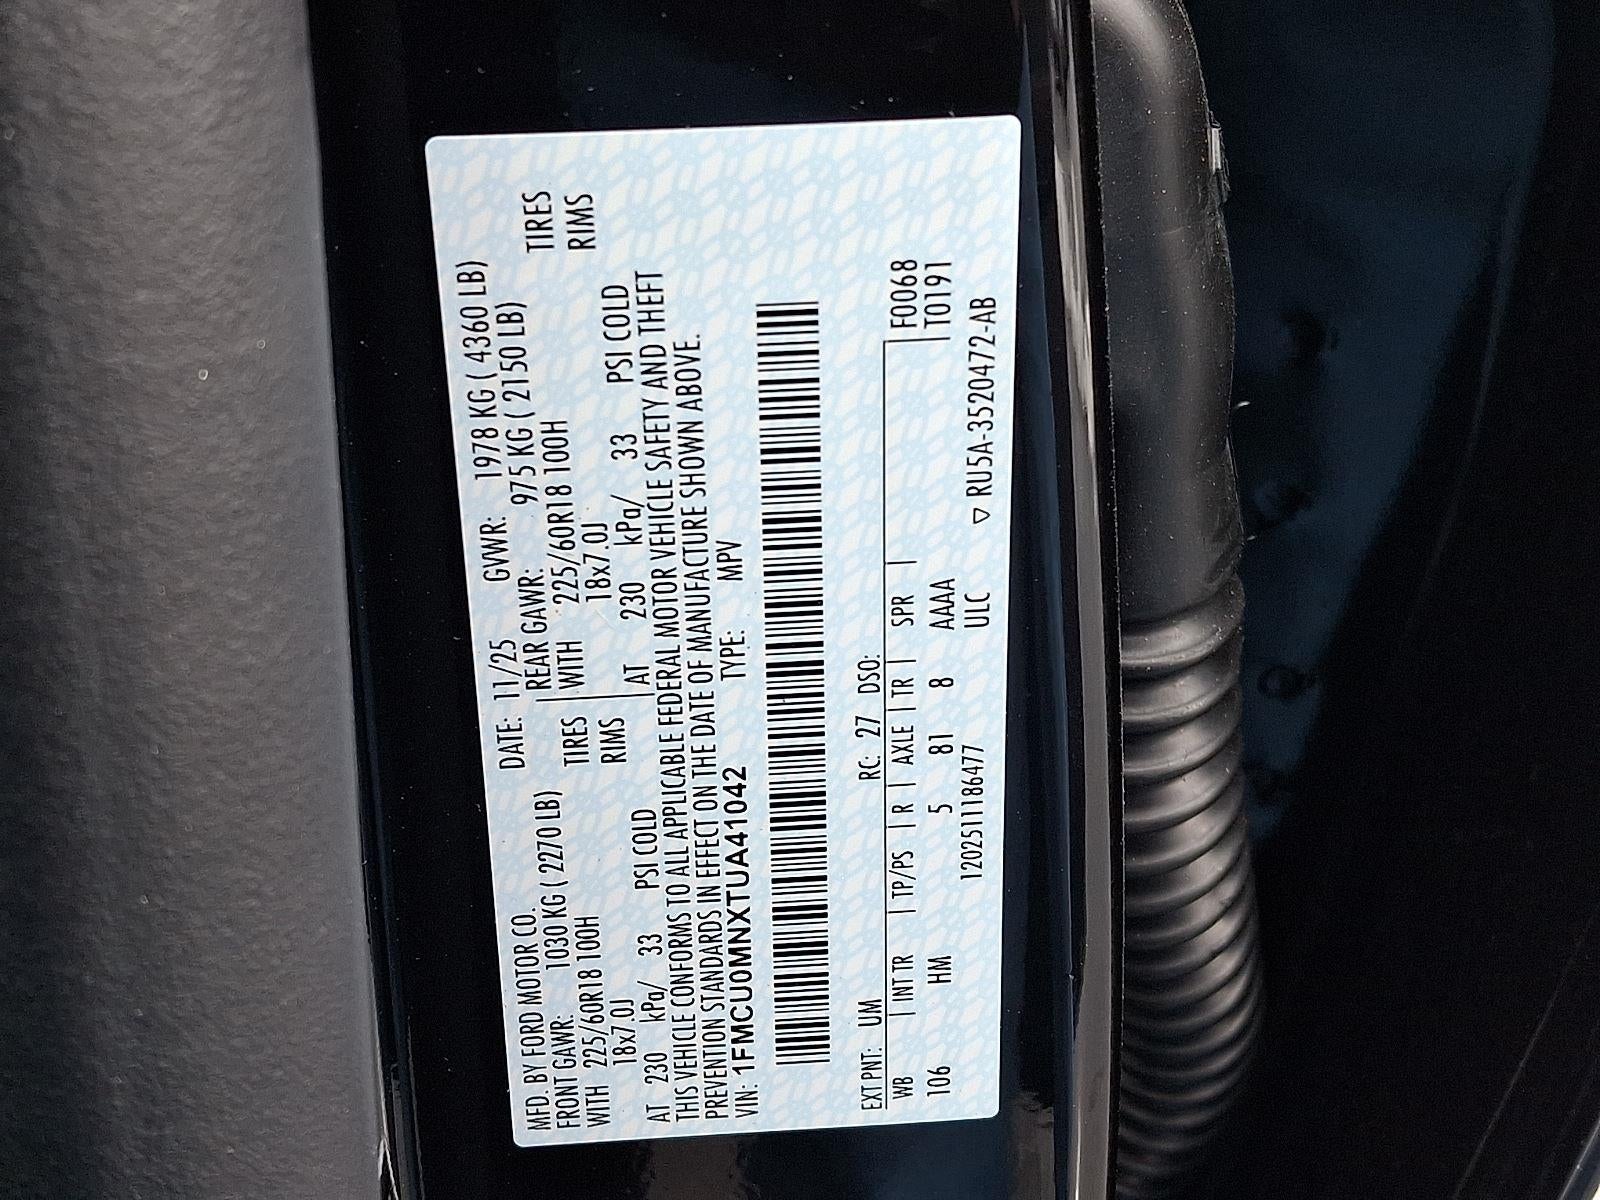 MFD. BY FORD MOTOR CO. DATE: 11/25 GVWR: 1978 KG ( 4360 LB)
FRONT GAWR: 1030 KG ( 2270 LB) REAR GAWR: 975 KG ( 2150 LB)
WITH 225/60R18 100H TIRES WITH 225/60R18 100H TIRES
18x7.0J RIMS 18x7.0J RIMS
AT 230 kPa/ 33 PSI COLD AT 230 kPa/ 33 PSI COLD
THIS VEHICLE CONFORMS TO ALL APPLICABLE FEDERAL MOTOR VEHICLE SAFETY AND THEFT
PREVENTION STANDARDS IN EFFECT ON THE DATE OF MANUFACTURE SHOWN ABOVE.
VIN: 1FMCU0MNXTUA41042 TYPE: MPV
EXT PNT: UM RC: 27 DSO:
WB INT TR TP/PS R AXLE TR SPR F0068
106 HM 5 81 8 AAAA T0191
120251186477 ULC ▽ RU5A-3520472-AB